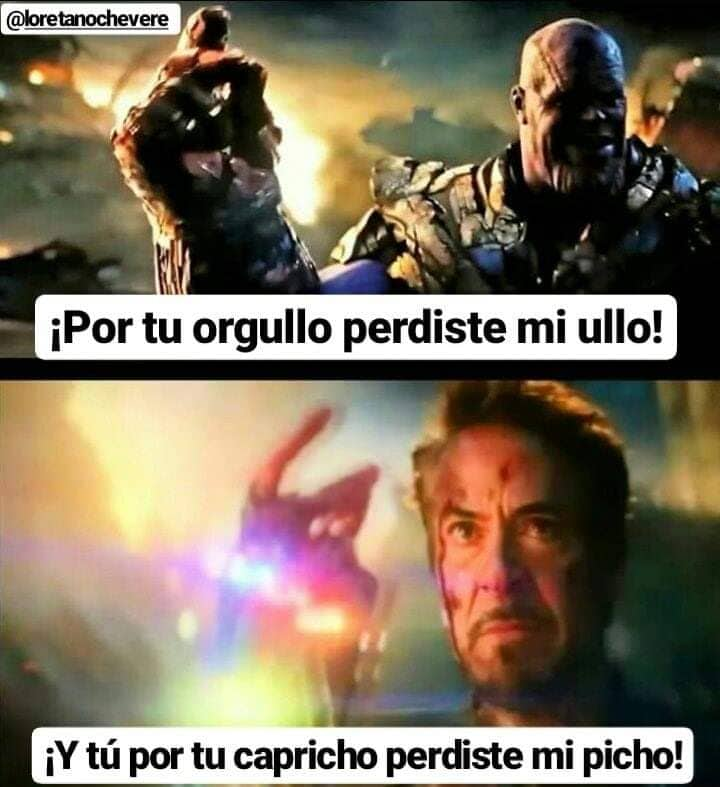 @loretanochevere
¡Por tu orgullo perdiste mi ullo!
¡Y tú por tu capricho perdiste mi picho!